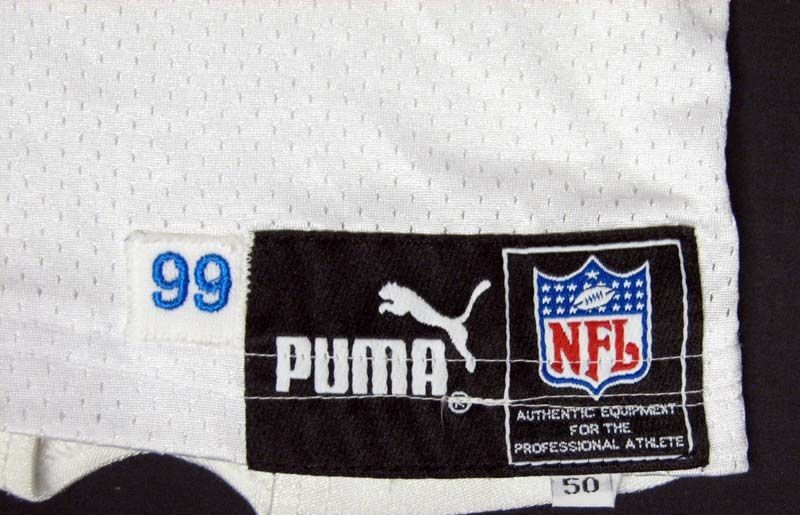 99
PUMA
®
NFL
AUTHENTIC EQUIPMENT
FOR THE
PROFESSIONAL ATHLETE
50